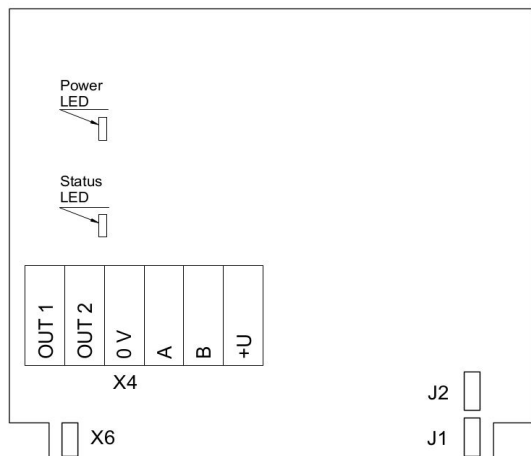 Power
LED
Status
LED
OUT 1
OUT 2
0 V
A
B
+U
X4
J2
X6
J1